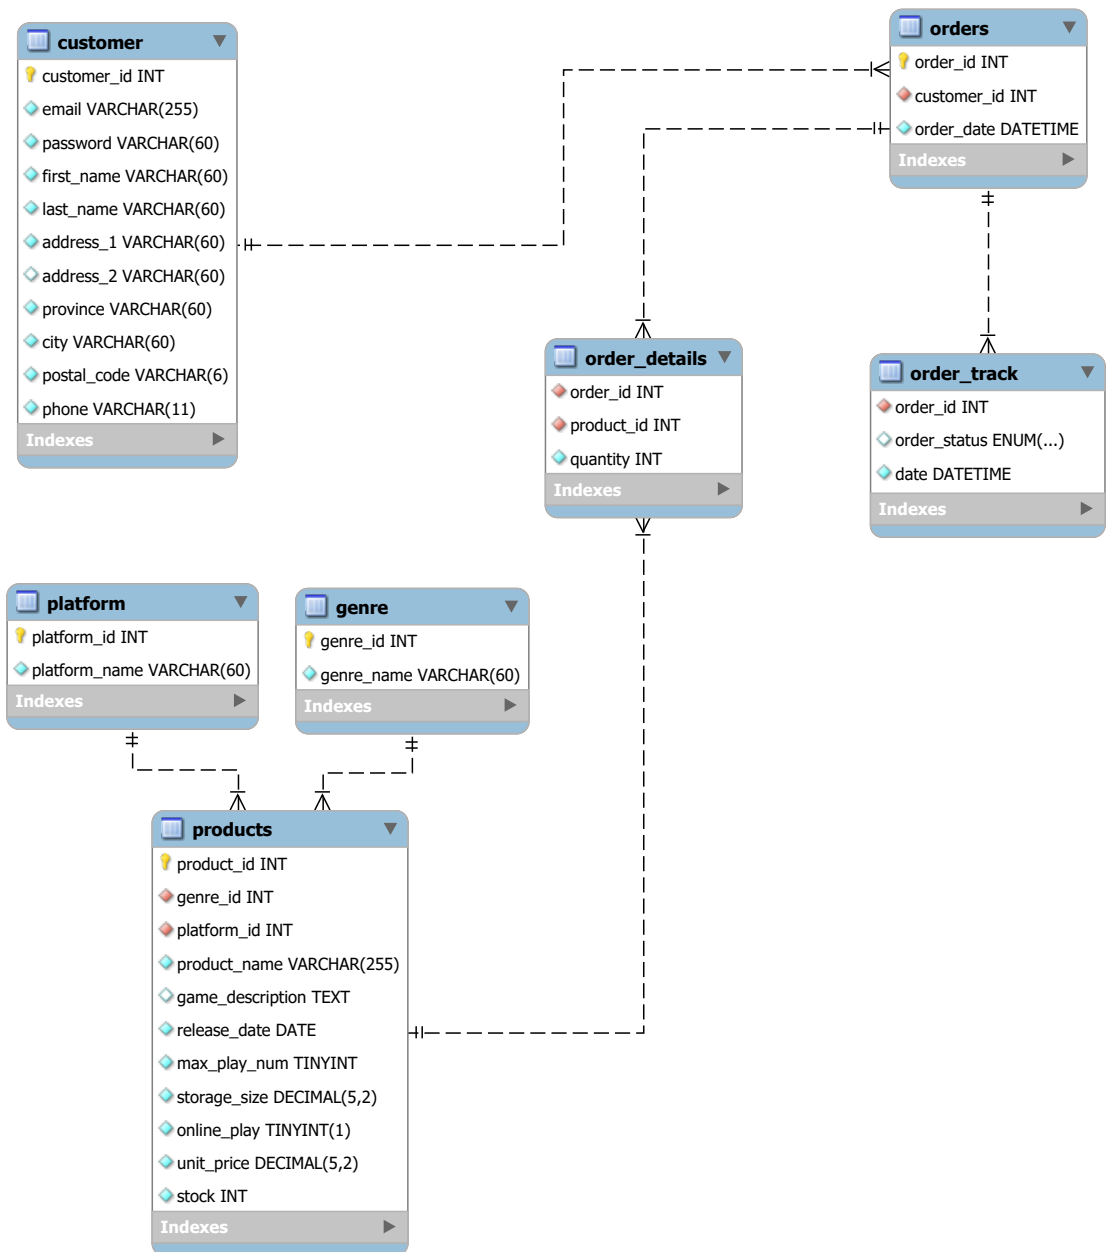 customer
customer_id INT
email VARCHAR(255)
password VARCHAR(60)
first_name VARCHAR(60)
last_name VARCHAR(60)
address_1 VARCHAR(60)
address_2 VARCHAR(60)
province VARCHAR(60)
city VARCHAR(60)
postal_code VARCHAR(6)
phone VARCHAR(11)
Indexes
orders
order_id INT
customer_id INT
order_date DATETIME
Indexes
order_details
order_id INT
product_id INT
quantity INT
Indexes
order_track
order_id INT
order_status ENUM(...)
date DATETIME
Indexes
platform
platform_id INT
platform_name VARCHAR(60)
Indexes
genre
genre_id INT
genre_name VARCHAR(60)
Indexes
products
product_id INT
genre_id INT
platform_id INT
product_name VARCHAR(255)
game_description TEXT
release_date DATE
max_play_num TINYINT
storage_size DECIMAL(5,2)
online_play TINYINT(1)
unit_price DECIMAL(5,2)
stock INT
Indexes